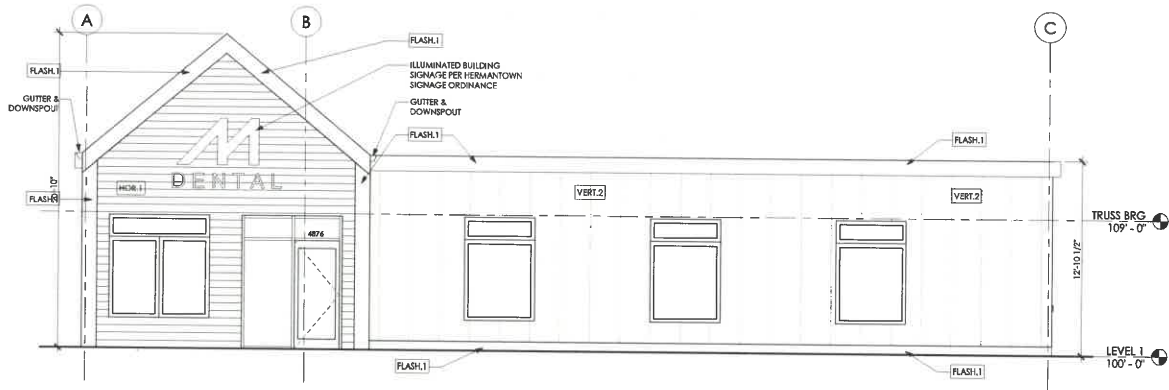 A
B
C
FLASH.1
FLASH.1
ILLUMINATED BUILDING
SIGNAGE PER HERMANTOWN
SIGNAGE ORDINANCE
GUTTER &
DOWNSPOUT
GUTTER &
DOWNSPOUT
FLASH.1
FLASH.1
M
DENTAL
HOR.1
VERT.2
VERT.2
FLASH.1
4876
TRUSS BRG
109' - 0"
12'-10 1/2"
LEVEL 1
100' - 0"
FLASH.1
FLASH.1